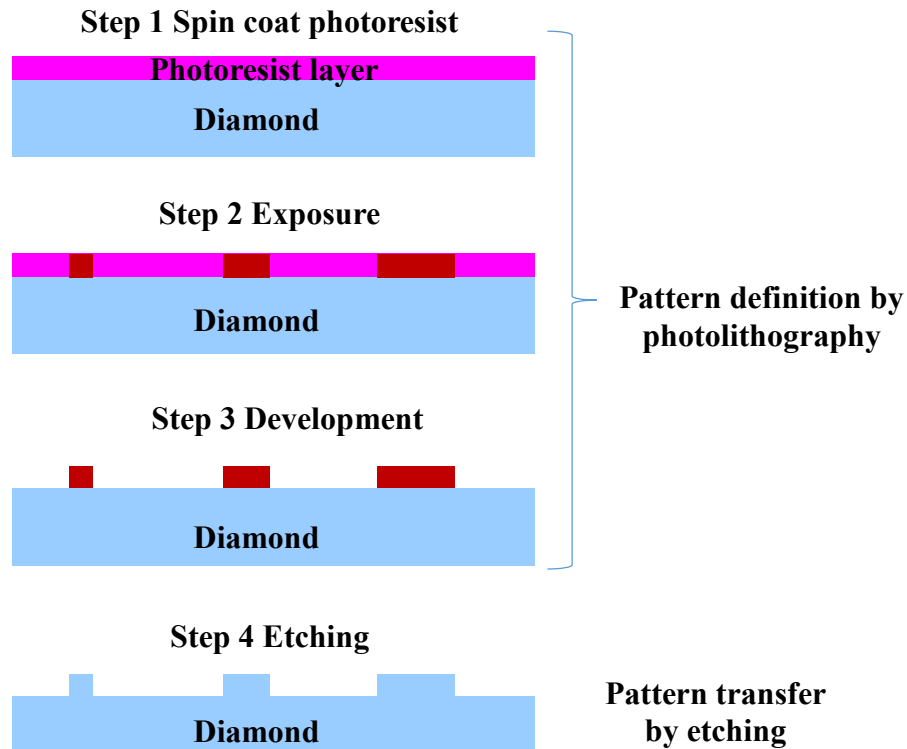 Step 1 Spin coat photoresist
Photoresist layer
Diamond
Step 2 Exposure
Diamond
Pattern definition by
photolithography
Step 3 Development
Diamond
Step 4 Etching
Diamond
Pattern transfer
by etching